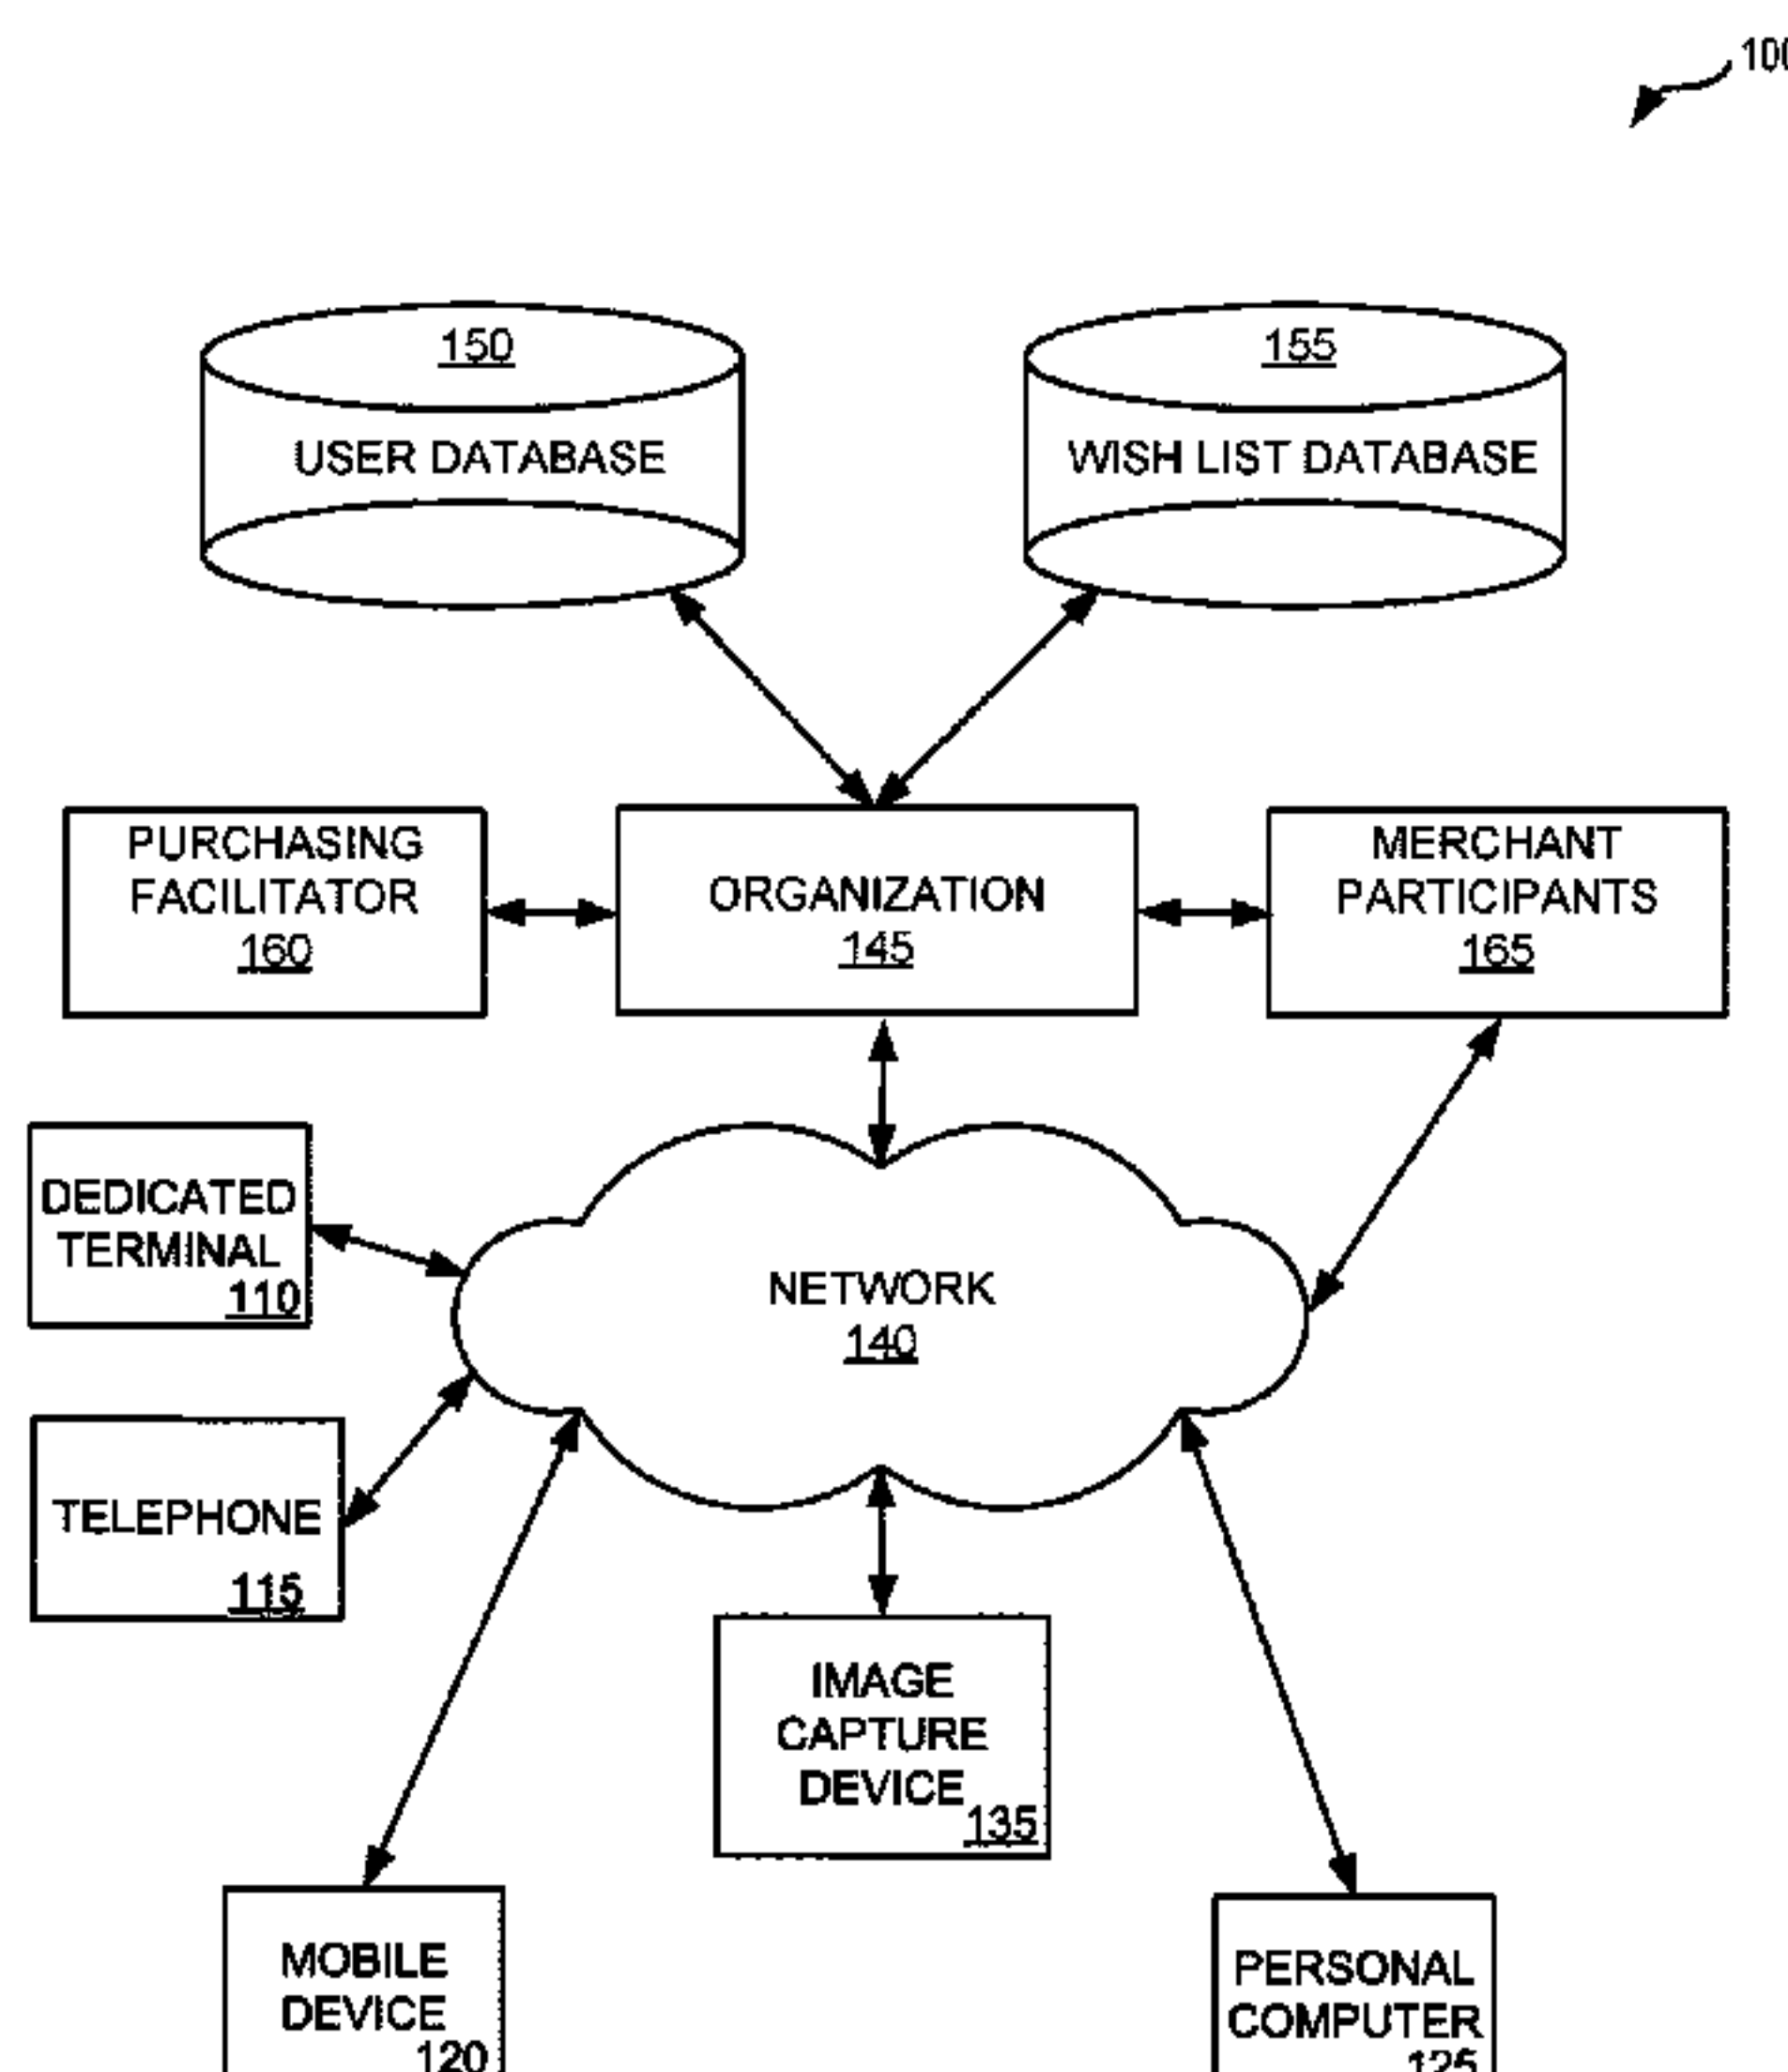 100
150
USER DATABASE
155
WISH LIST DATABASE
PURCHASING
FACILITATOR
160
ORGANIZATION
145
MERCHANT
PARTICIPANTS
165
DEDICATED
TERMINAL
110
NETWORK
140
TELEPHONE
115
IMAGE
CAPTURE
DEVICE
135
MOBILE
DEVICE
120
PERSONAL
COMPUTER
125